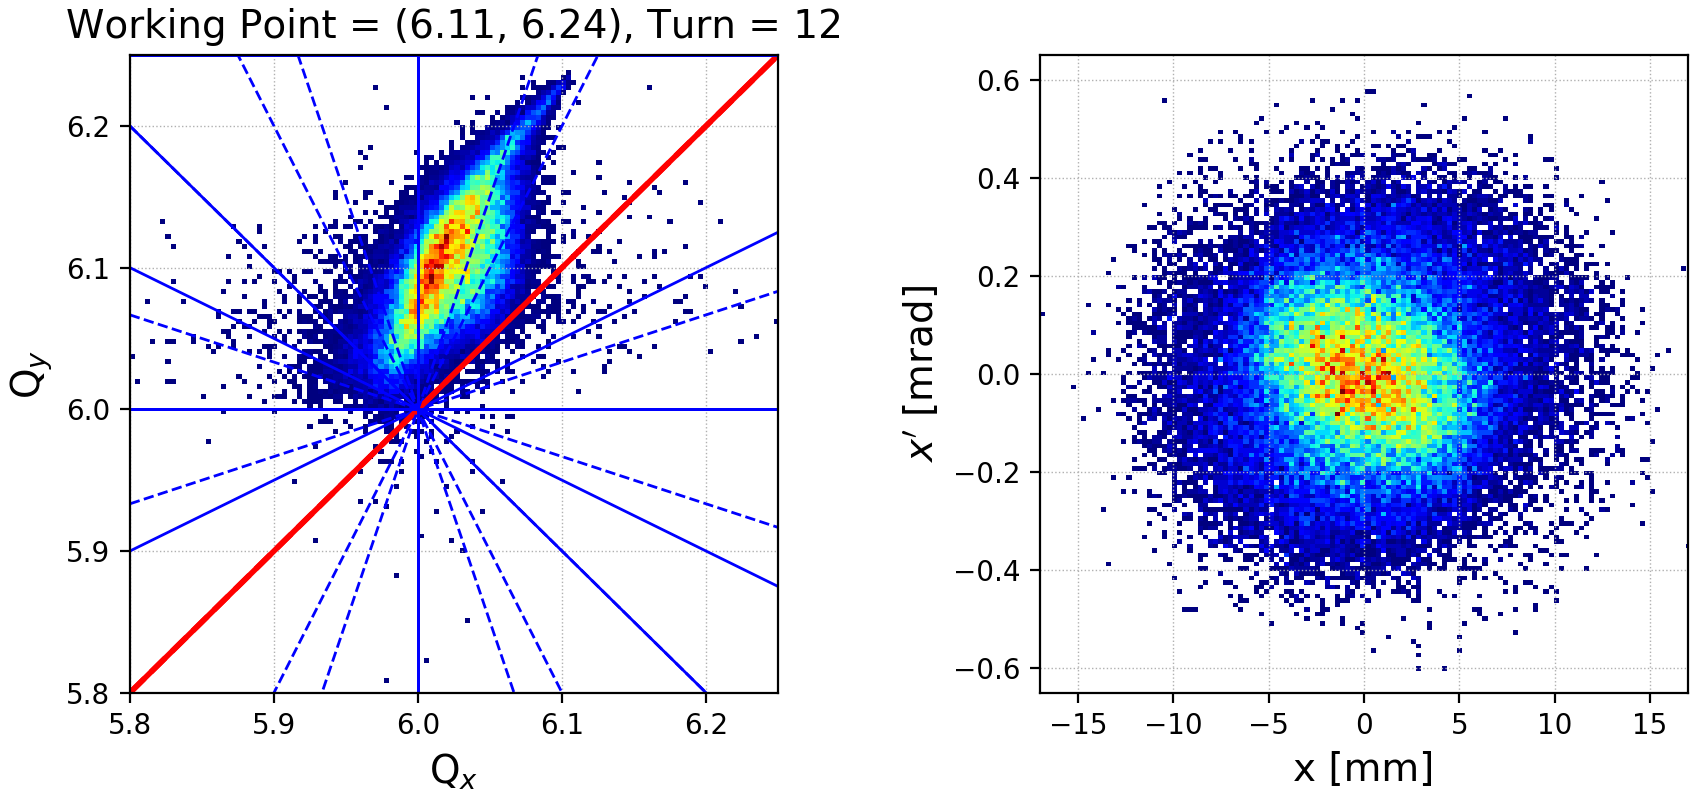 Working Point = (6.11, 6.24), Turn = 12
6.2
6.1
6.0
5.9
5.8
Q_y
5.8 5.9 6.0 6.1 6.2
Q_x
0.6
0.4
0.2
0.0
−0.2
−0.4
−0.6
x′ [mrad]
−15 −10 −5 0 5 10 15
x [mm]